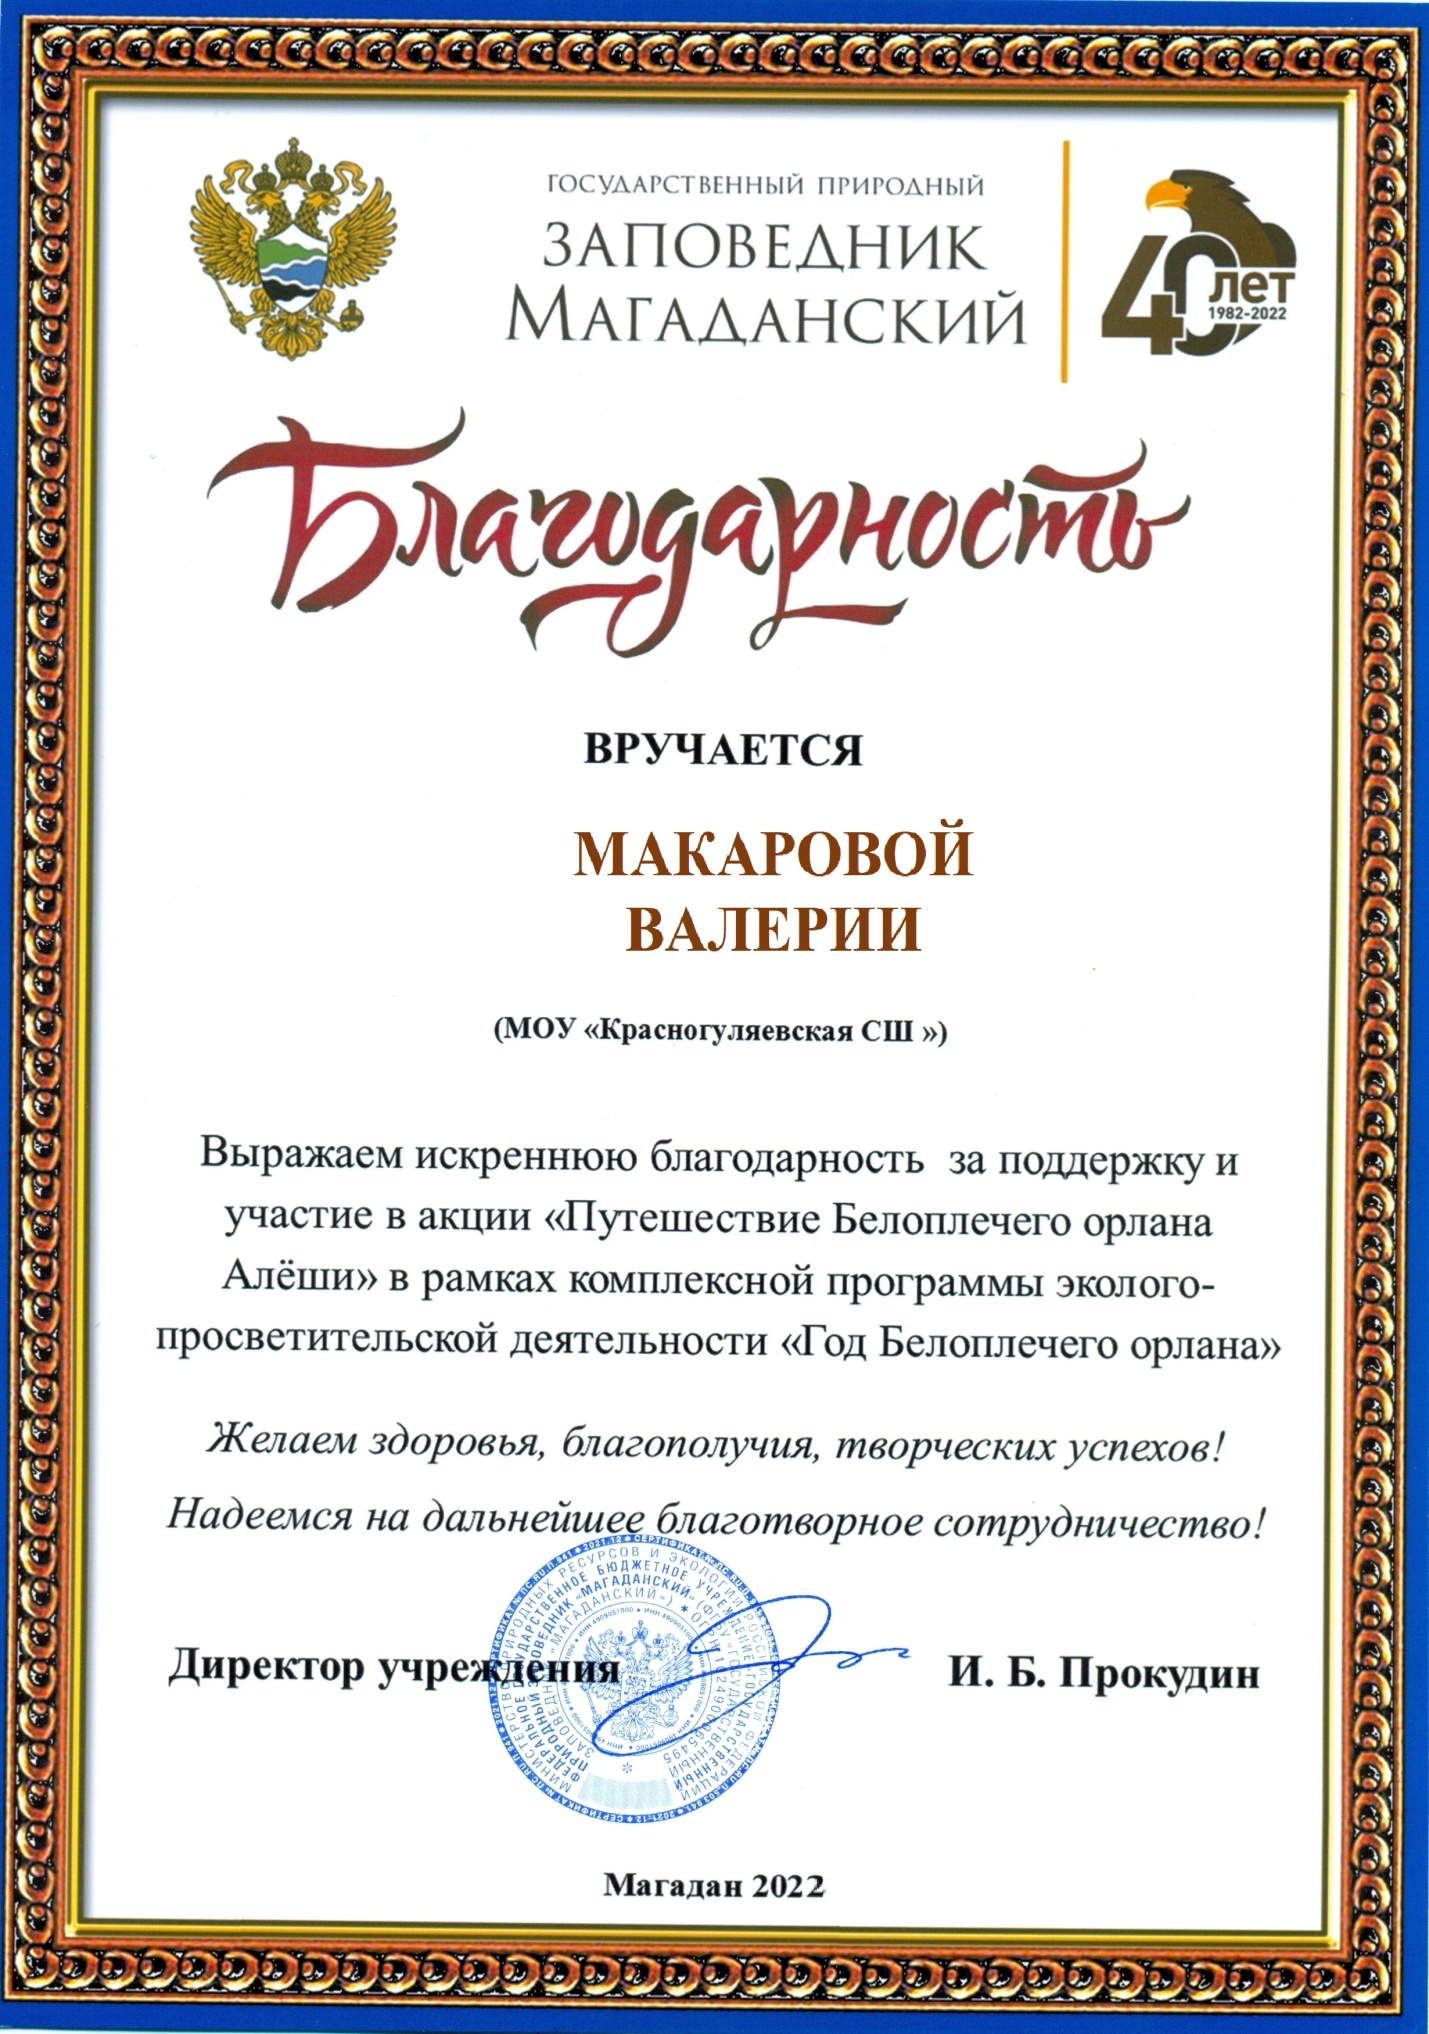 ГОСУДАРСТВЕННЫЙ ПРИРОДНЫЙ
ЗАПОВЕДНИК
МАГАДАНСКИЙ
40 лет
1982-2022
Благодарность
ВРУЧАЕТСЯ
МАКАРОВОЙ
ВАЛЕРИИ
(МОУ «Красногуляевская СШ »)
Выражаем искреннюю благодарность за поддержку и
участие в акции «Путешествие Белоплечего орлана
Алёши» в рамках комплексной программы эколого-
просветительской деятельности «Год Белоплечего орлана»
Желаем здоровья, благополучия, творческих успехов!
Надеемся на дальнейшее благотворное сотрудничество!
Директор учреждения
И. Б. Прокудин
Магадан 2022